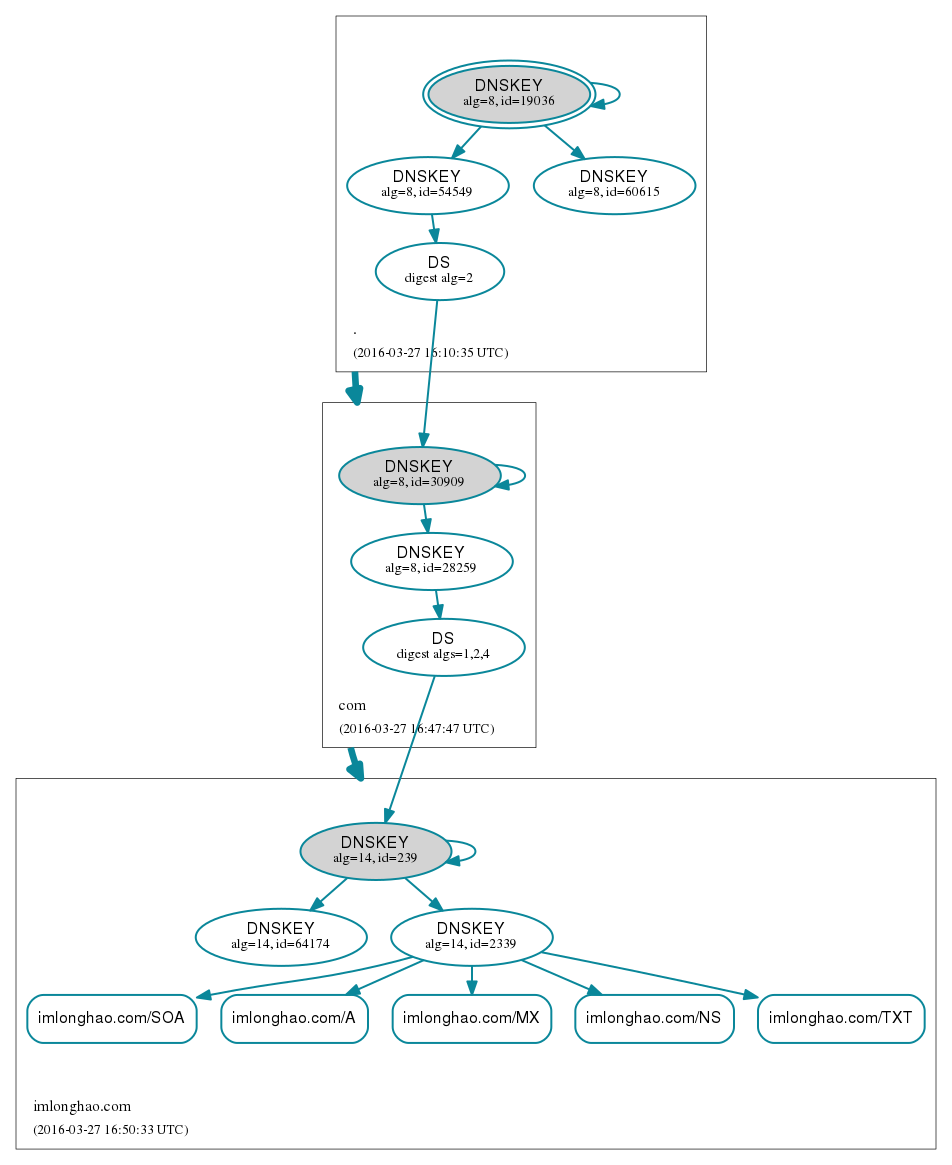 DNSKEY
alg=8, id=19036
DNSKEY
alg=8, id=54549
DNSKEY
alg=8, id=60615
DS
digest alg=2
.
(2016-03-27 16:10:35 UTC)
DNSKEY
alg=8, id=30909
DNSKEY
alg=8, id=28259
DS
digest algs=1,2,4
com
(2016-03-27 16:47:47 UTC)
DNSKEY
alg=14, id=239
DNSKEY
alg=14, id=64174
DNSKEY
alg=14, id=2339
imlonghao.com/SOA
imlonghao.com/A
imlonghao.com/MX
imlonghao.com/NS
imlonghao.com/TXT
imlonghao.com
(2016-03-27 16:50:33 UTC)